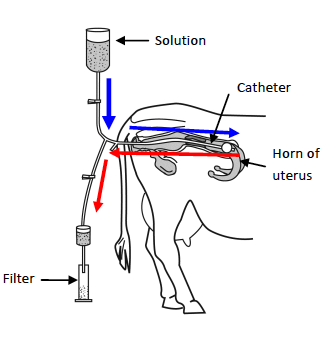 Solution
Catheter
Horn of
uterus
Filter